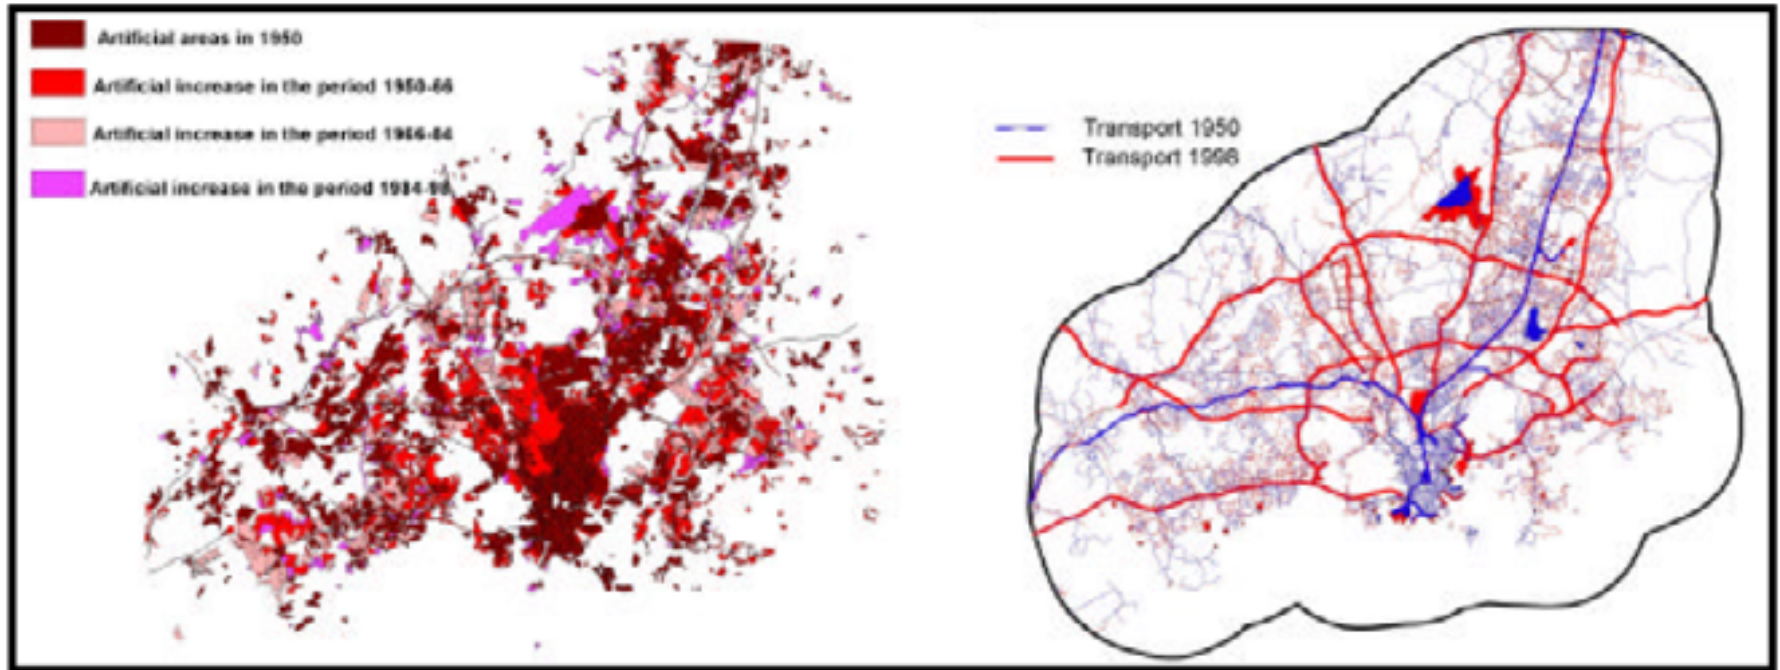 Artificial areas in 1950
Artificial increase in the period 1950-66
Artificial increase in the period 1966-84
Artificial increase in the period 1984-98
Transport 1950
Transport 1998